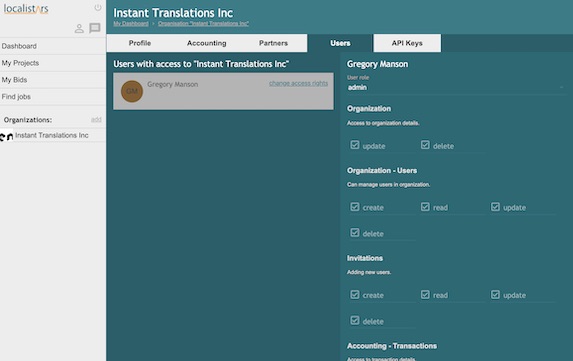 localistars
Dashboard
My Projects
My Bids
Find jobs
Organizations: add
Instant Translations Inc
Instant Translations Inc
My Dashboard > Organisation "Instant Translations Inc"
Profile Accounting Partners Users API Keys
Users with access to "Instant Translations Inc"
GM Gregory Manson change access rights
Gregory Manson
User role
admin
Organization
Access to organization details.
update delete
Organization - Users
Can manage users in organization.
create read update
delete
Invitations
Adding new users.
create read update
delete
Accounting - Transactions
Access to transaction details.